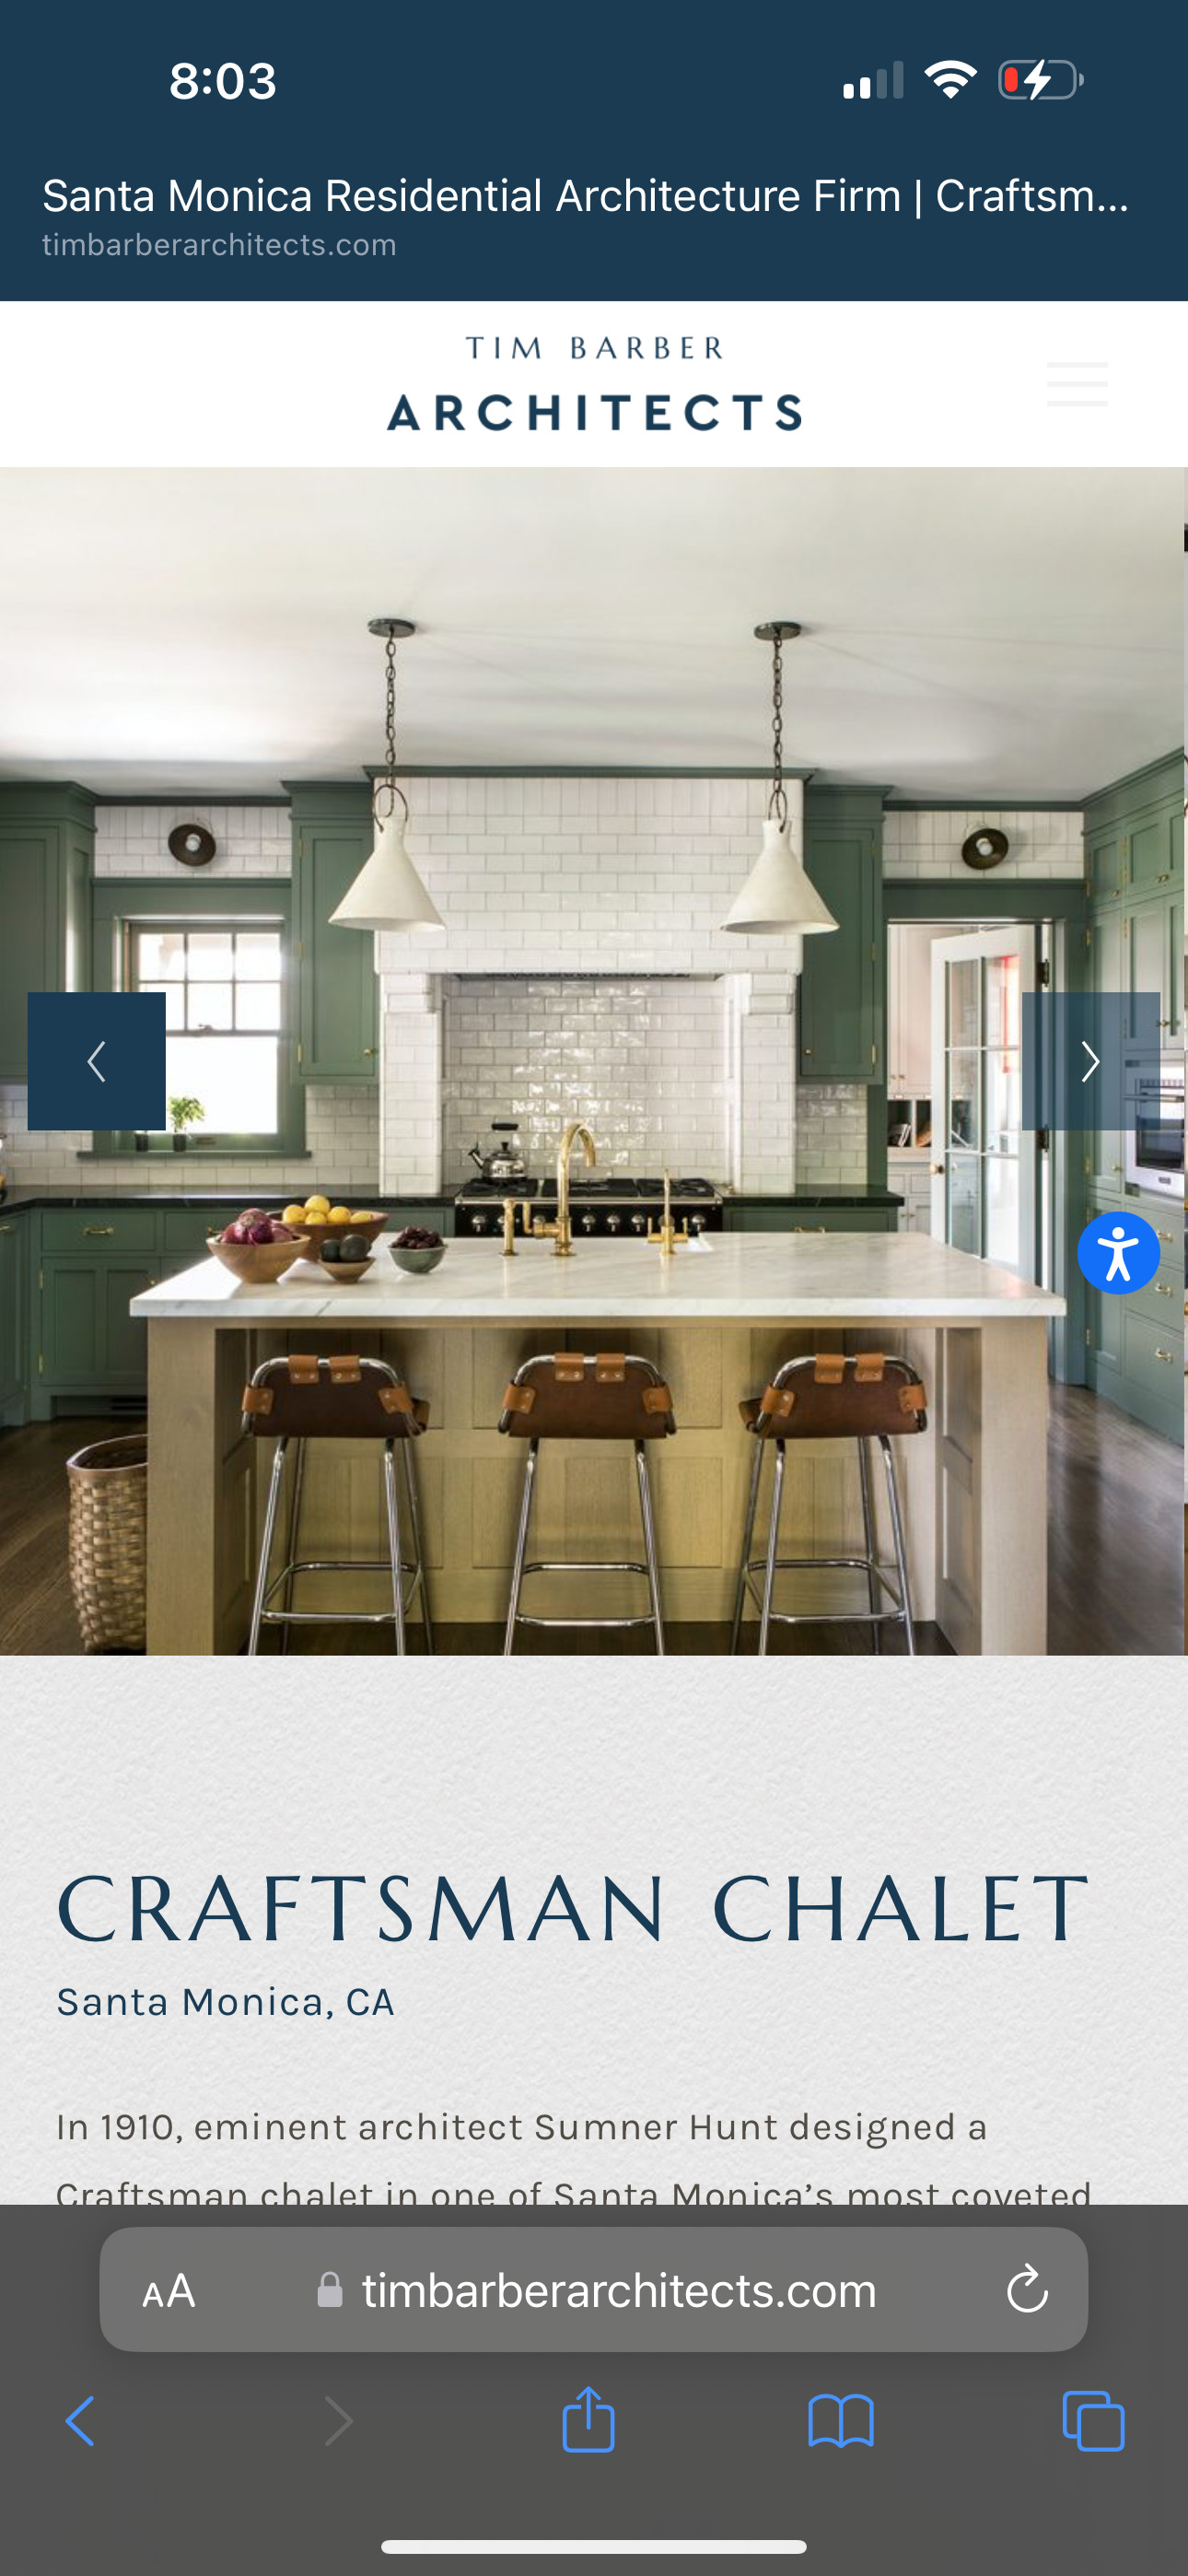 8:03
Santa Monica Residential Architecture Firm | Craftsm...
timbarberarchitects.com
TIM BARBER
ARCHITECTS
CRAFTSMAN CHALET
Santa Monica, CA
In 1910, eminent architect Sumner Hunt designed a
Craftsman chalet in one of Santa Monica’s most coveted
AA
timbarberarchitects.com